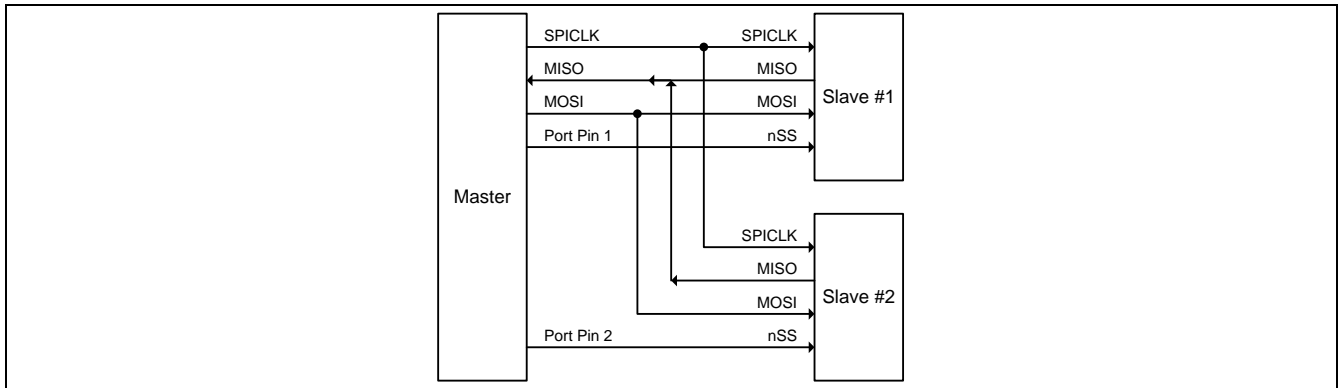 SPICLK SPICLK
MISO MISO
MOSI MOSI
Slave #1
Port Pin 1 nSS
Master
SPICLK
MISO
MOSI
Slave #2
Port Pin 2 nSS